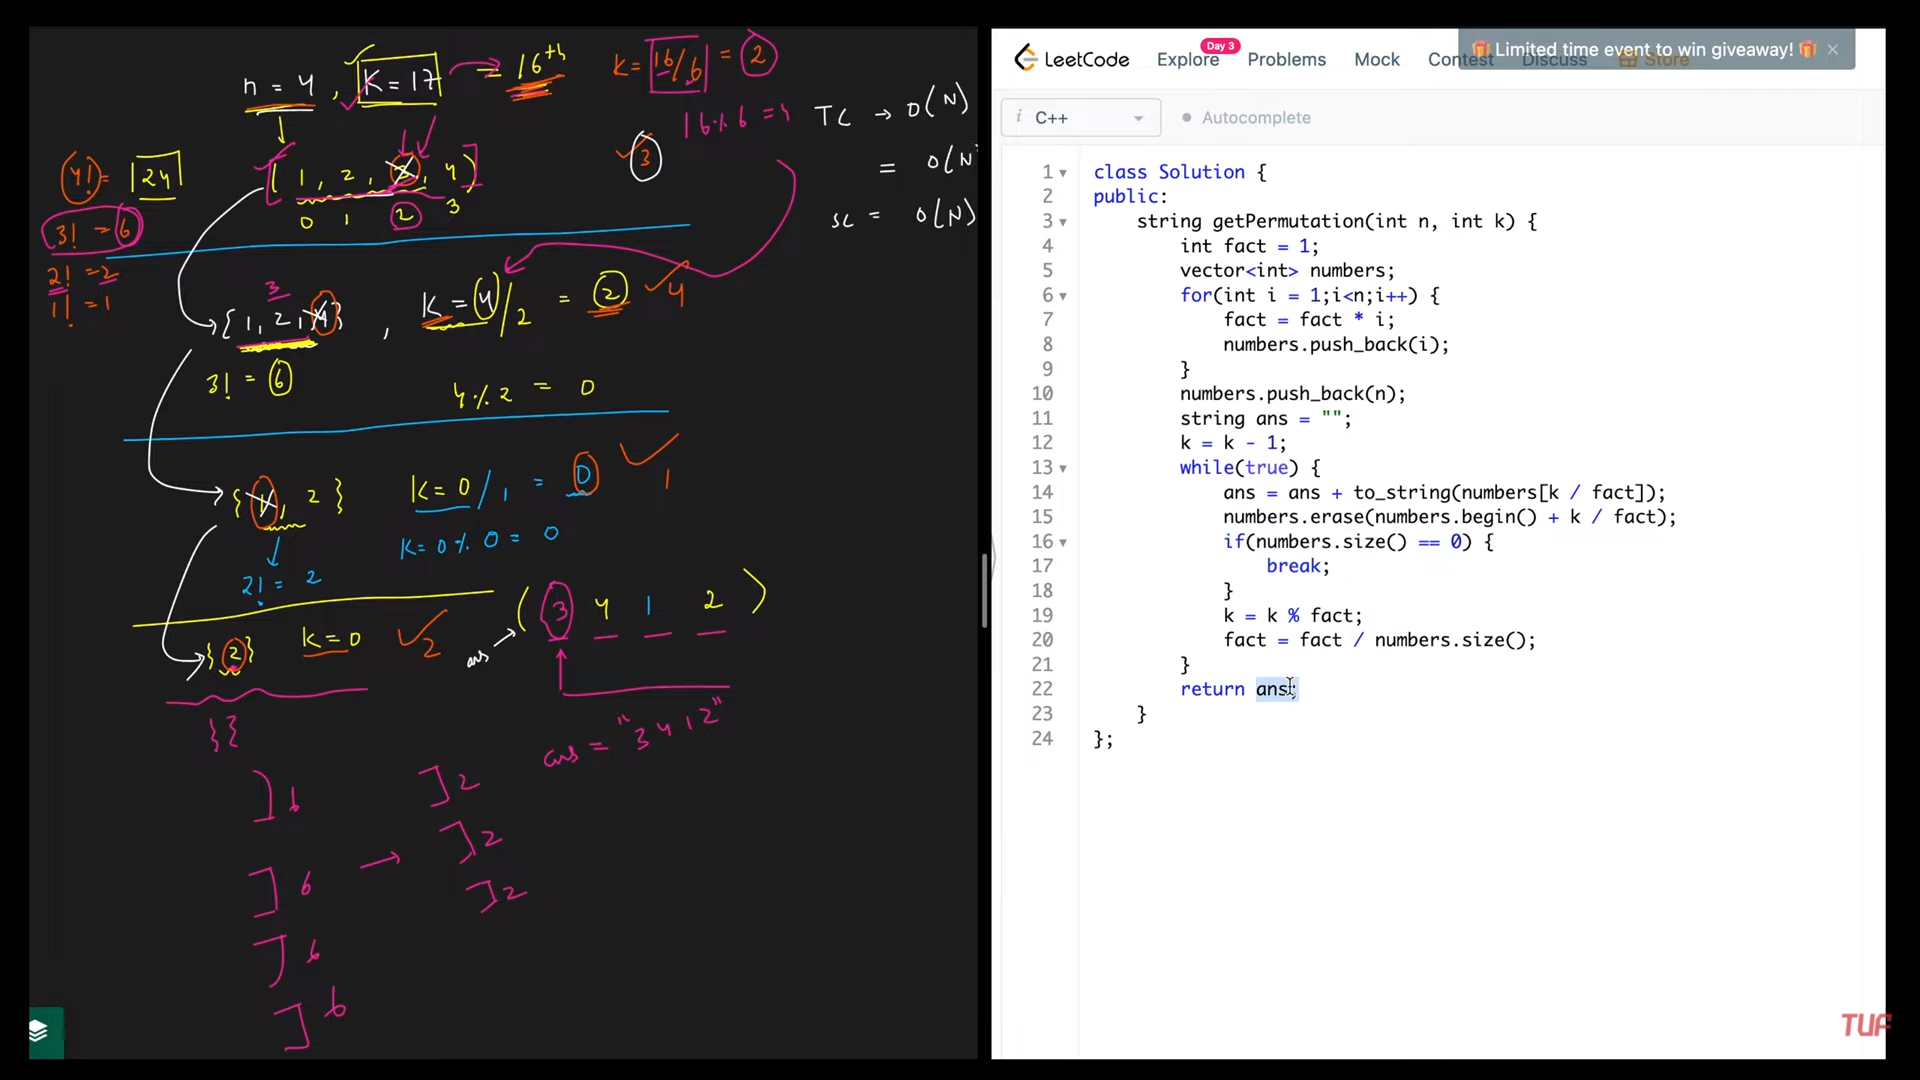 n = 4 , K = 17 = 16th
K = 16/6 = 2
16 % 6 = 4
TC → O(N)
= O(N
SC = O(N)
4! = 24
3! = 6
2! = 2
1! = 1
[ 1, 2, 3, 4 ]
0 1 2 3
3
3
{ 1, 2, 4 } , K = 4 / 2 = 2 4
3! = 6
4 % 2 = 0
{ 1, 2 } K = 0 / 1 = 0 1
K = 0 % 0 = 0
2! = 2
{ 2 } K = 0 2
ans ( 3 4 1 2 )
{}
ans = "3412"
] 6 ] 2
] 2
] 6 → ] 2
] 6
] 6
LeetCode
Day 3
Explore Problems Mock Contest Discuss Store
🎁 Limited time event to win giveaway! 🎁 ×
i C++ Autocomplete
1 class Solution {
2 public:
3 string getPermutation(int n, int k) {
4 int fact = 1;
5 vector<int> numbers;
6 for(int i = 1;i<n;i++) {
7 fact = fact * i;
8 numbers.push_back(i);
9 }
10 numbers.push_back(n);
11 string ans = "";
12 k = k - 1;
13 while(true) {
14 ans = ans + to_string(numbers[k / fact]);
15 numbers.erase(numbers.begin() + k / fact);
16 if(numbers.size() == 0) {
17 break;
18 }
19 k = k % fact;
20 fact = fact / numbers.size();
21 }
22 return ans;
23 }
24 };
TUF